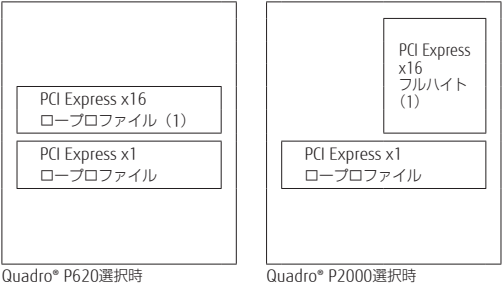 PCI Express x16
ロープロファイル（1）
PCI Express x1
ロープロファイル
Quadro® P620選択時
PCI Express
x16
フルハイト
（1）
PCI Express x1
ロープロファイル
Quadro® P2000選択時